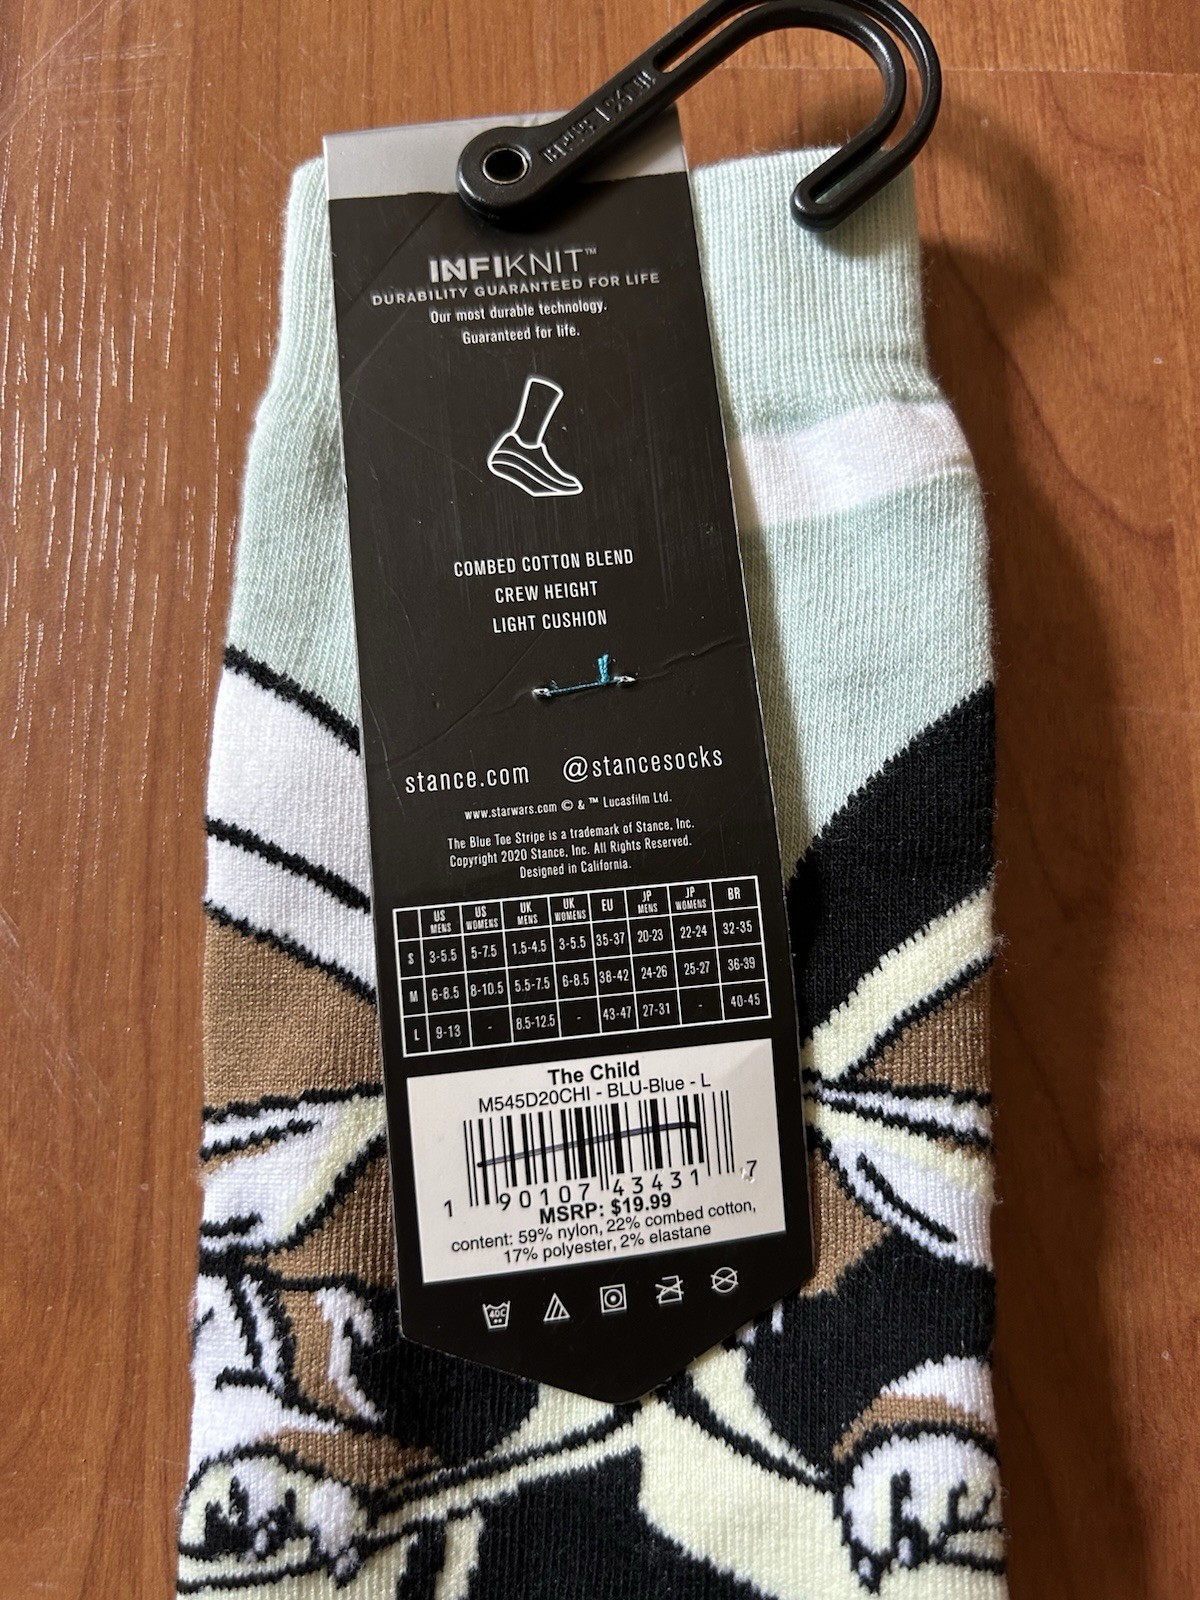 INFIKNIT™
DURABILITY GUARANTEED FOR LIFE
Our most durable technology.
Guaranteed for life.
COMBED COTTON BLEND
CREW HEIGHT
LIGHT CUSHION
stance.com @stancesocks
www.starwars.com © & ™ Lucasfilm Ltd.
The Blue Toe Stripe is a trademark of Stance, Inc.
Copyright 2020 Stance, Inc. All Rights Reserved.
Designed in California.
US MENS US WOMENS UK MENS UK WOMENS EU JP MENS JP WOMENS BR
S 3-5.5 5-7.5 1.5-4.5 3-5.5 35-37 20-23 22-24 32-35
M 6-8.5 8-10.5 5.5-7.5 6-8.5 38-42 24-26 25-27 36-39
L 9-13 - 8.5-12.5 - 43-47 27-31 - 40-45
The Child
M545D20CHI - BLU-Blue - L
1 90107 43431 7
MSRP: $19.99
content: 59% nylon, 22% combed cotton,
17% polyester, 2% elastane
40C